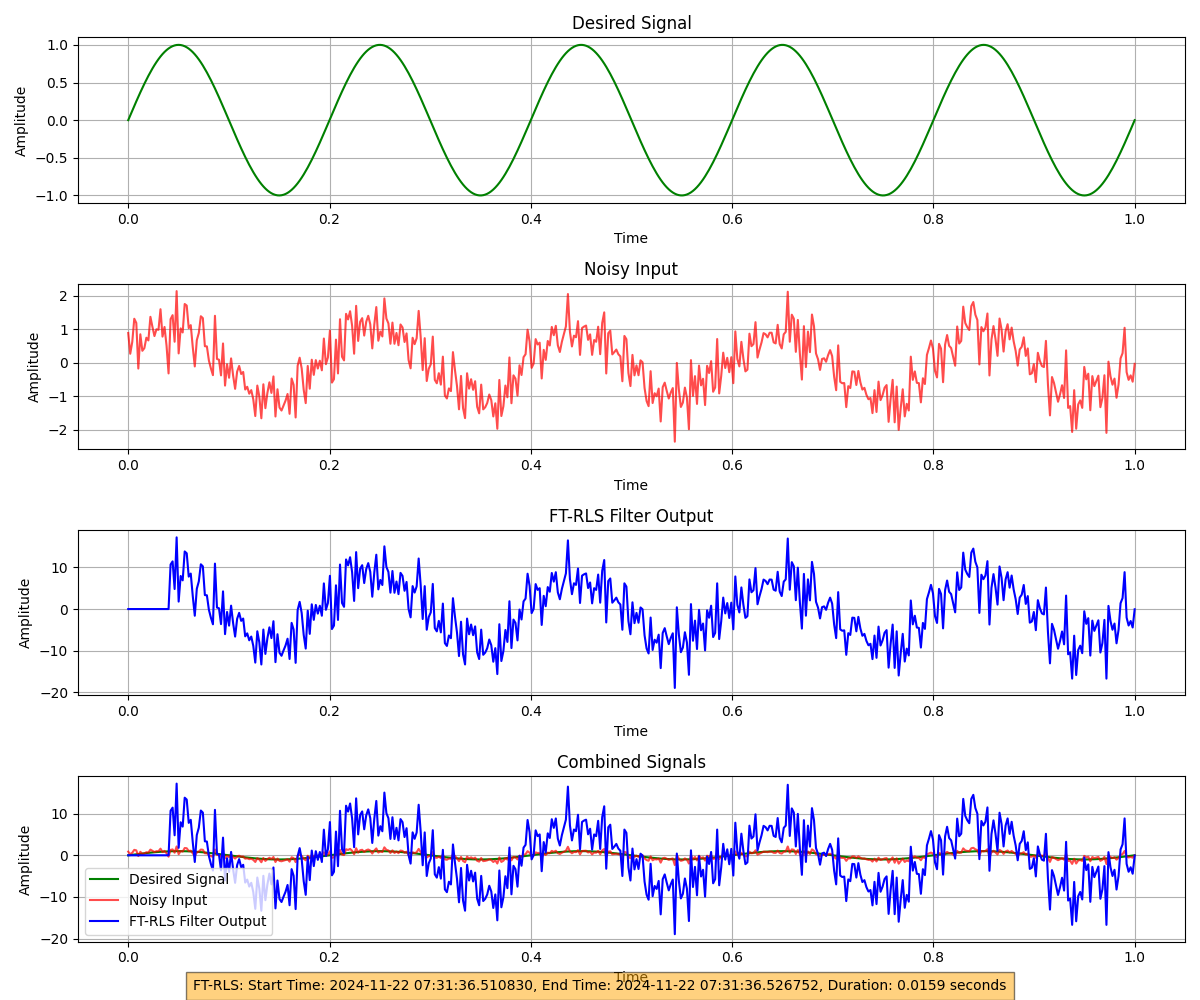 Desired Signal
1.0
0.5
0.0
−0.5
−1.0
Amplitude
0.0 0.2 0.4 0.6 0.8 1.0
Time
Noisy Input
2
1
0
−1
−2
Amplitude
0.0 0.2 0.4 0.6 0.8 1.0
Time
FT-RLS Filter Output
10
0
−10
−20
Amplitude
0.0 0.2 0.4 0.6 0.8 1.0
Time
Combined Signals
10
0
−10
−20
Amplitude
Desired Signal
Noisy Input
FT-RLS Filter Output
0.0 0.2 0.4 0.6 0.8 1.0
Time
FT-RLS: Start Time: 2024-11-22 07:31:36.510830, End Time: 2024-11-22 07:31:36.526752, Duration: 0.0159 seconds